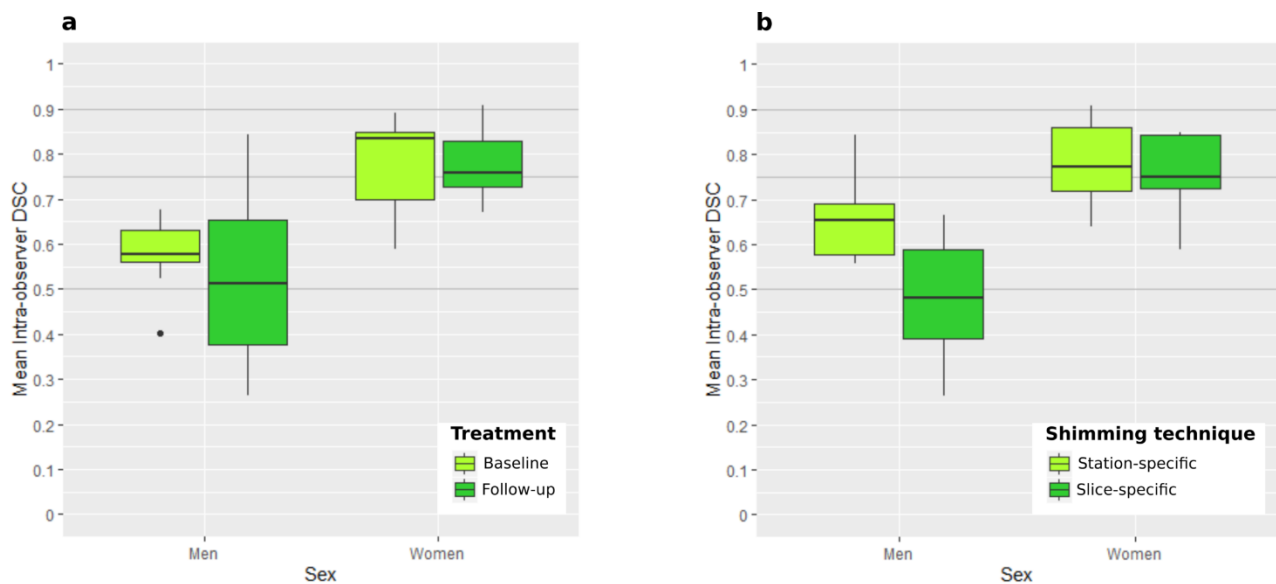 a
Mean Intra-observer DSC
1
0.9
0.8
0.7
0.6
0.5
0.4
0.3
0.2
0.1
0
Men
Women
Sex
Treatment
Baseline
Follow-up
b
Mean Intra-observer DSC
1
0.9
0.8
0.7
0.6
0.5
0.4
0.3
0.2
0.1
0
Men
Women
Sex
Shimming technique
Station-specific
Slice-specific